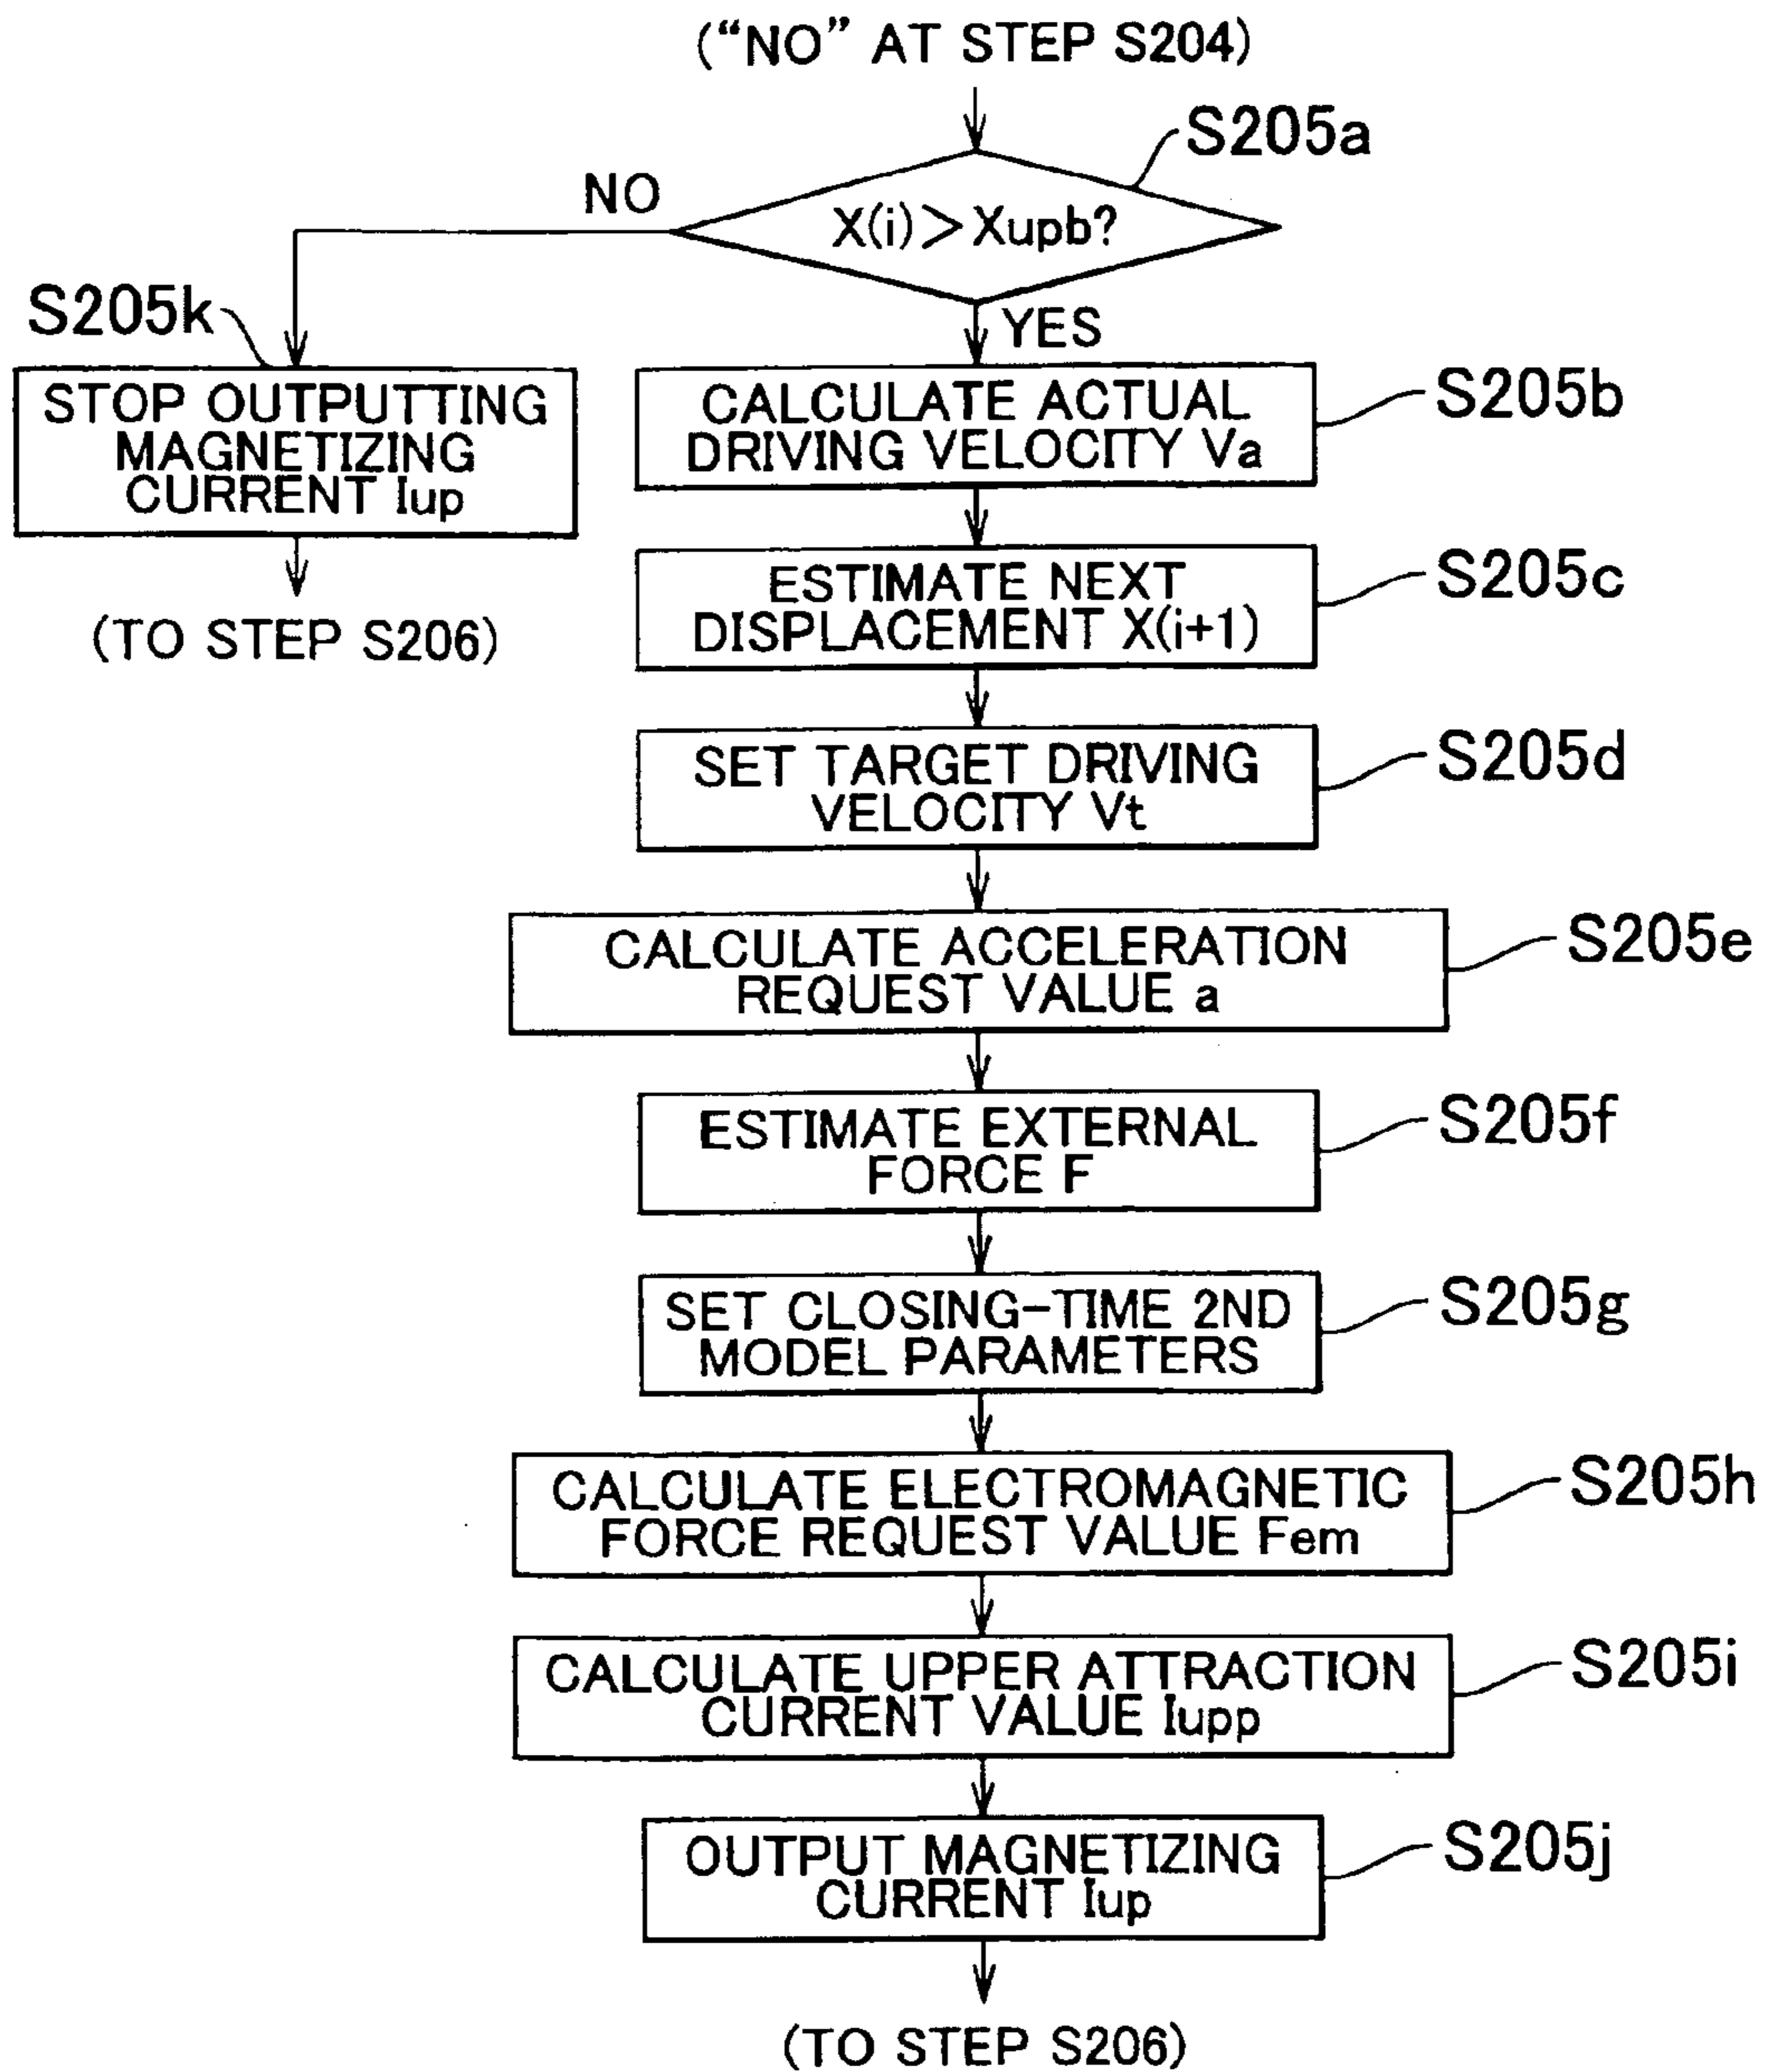 ("NO" AT STEP S204)
S205a
NO
X(i)＞Xupb?
S205k
YES
STOP OUTPUTTING
MAGNETIZING
CURRENT Iup
CALCULATE ACTUAL
DRIVING VELOCITY Va
S205b
(TO STEP S206)
ESTIMATE NEXT
DISPLACEMENT X(i+1)
S205c
SET TARGET DRIVING
VELOCITY Vt
S205d
CALCULATE ACCELERATION
REQUEST VALUE a
S205e
ESTIMATE EXTERNAL
FORCE F
S205f
SET CLOSING-TIME 2ND
MODEL PARAMETERS
S205g
CALCULATE ELECTROMAGNETIC
FORCE REQUEST VALUE Fem
S205h
CALCULATE UPPER ATTRACTION
CURRENT VALUE Iupp
S205i
OUTPUT MAGNETIZING
CURRENT Iup
S205j
(TO STEP S206)